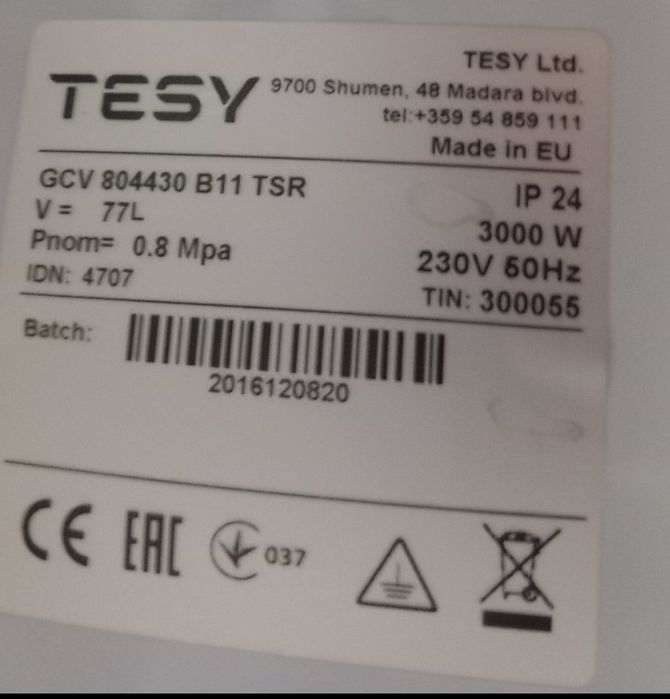 TESY
TESY Ltd.
9700 Shumen, 48 Madara blvd.
tel:+359 54 859 111
Made in EU
GCV 804430 B11 TSR
V = 77L
Pnom= 0.8 Mpa
IDN: 4707
IP 24
3000 W
230V 50Hz
TIN: 300055
Batch:
2016120820
CE EAC 037